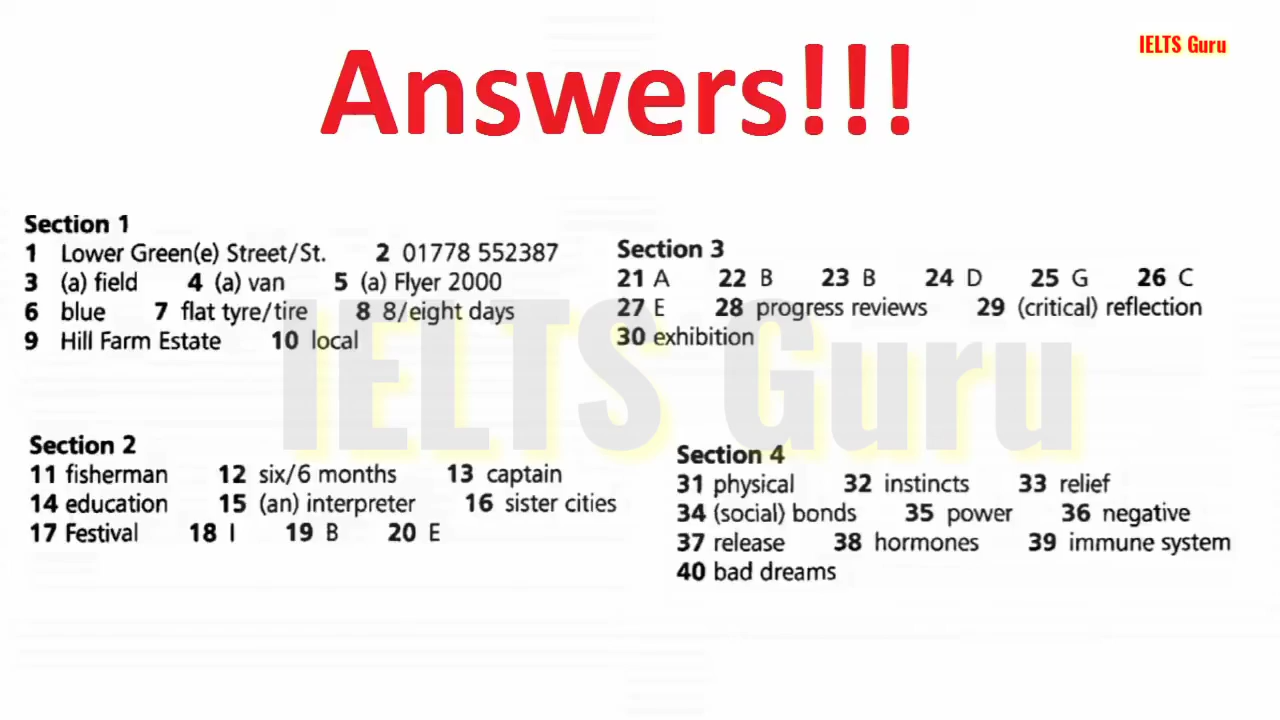 IELTS Guru
Answers!!!
Section 1
1 Lower Green(e) Street/St. 2 01778 552387
3 (a) field 4 (a) van 5 (a) Flyer 2000
6 blue 7 flat tyre/tire 8 8/eight days
9 Hill Farm Estate 10 local
Section 2
11 fisherman 12 six/6 months 13 captain
14 education 15 (an) interpreter 16 sister cities
17 Festival 18 I 19 B 20 E
Section 3
21 A 22 B 23 B 24 D 25 G 26 C
27 E 28 progress reviews 29 (critical) reflection
30 exhibition
Section 4
31 physical 32 instincts 33 relief
34 (social) bonds 35 power 36 negative
37 release 38 hormones 39 immune system
40 bad dreams
IELTS Guru